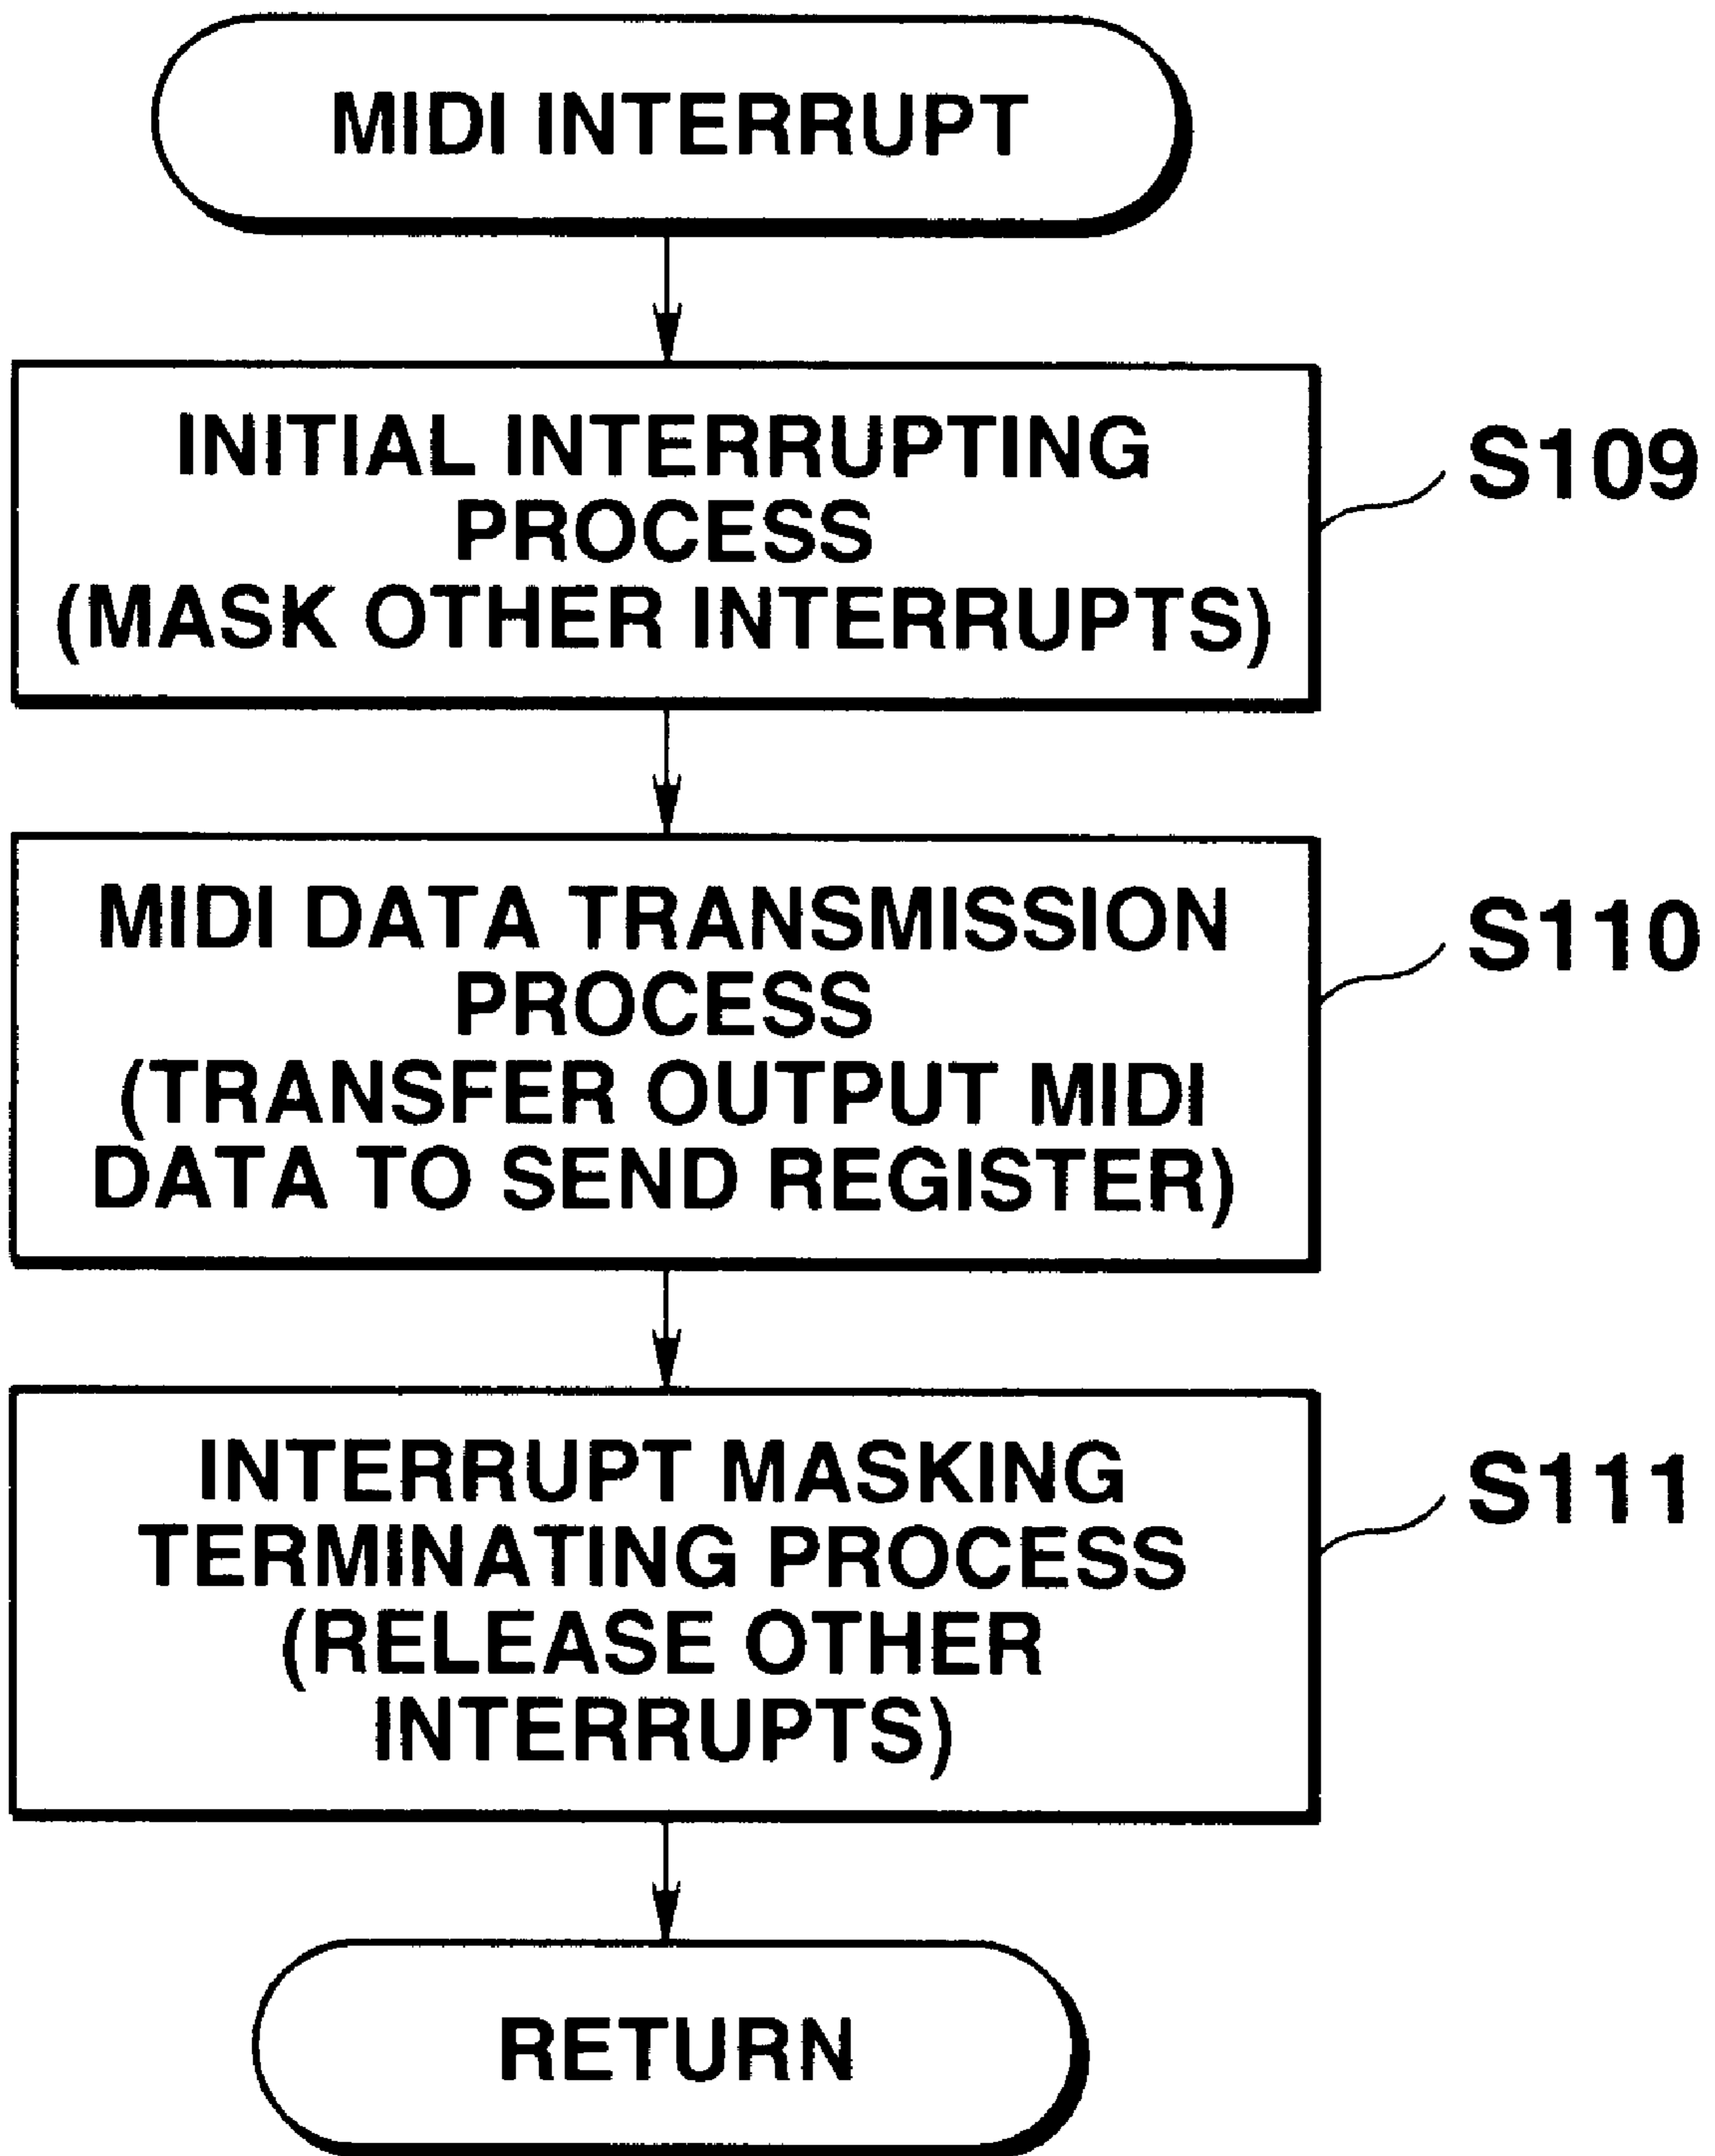 MIDI INTERRUPT
INITIAL INTERRUPTING
PROCESS
(MASK OTHER INTERRUPTS)
S109
MIDI DATA TRANSMISSION
PROCESS
(TRANSFER OUTPUT MIDI
DATA TO SEND REGISTER)
S110
INTERRUPT MASKING
TERMINATING PROCESS
(RELEASE OTHER
INTERRUPTS)
S111
RETURN